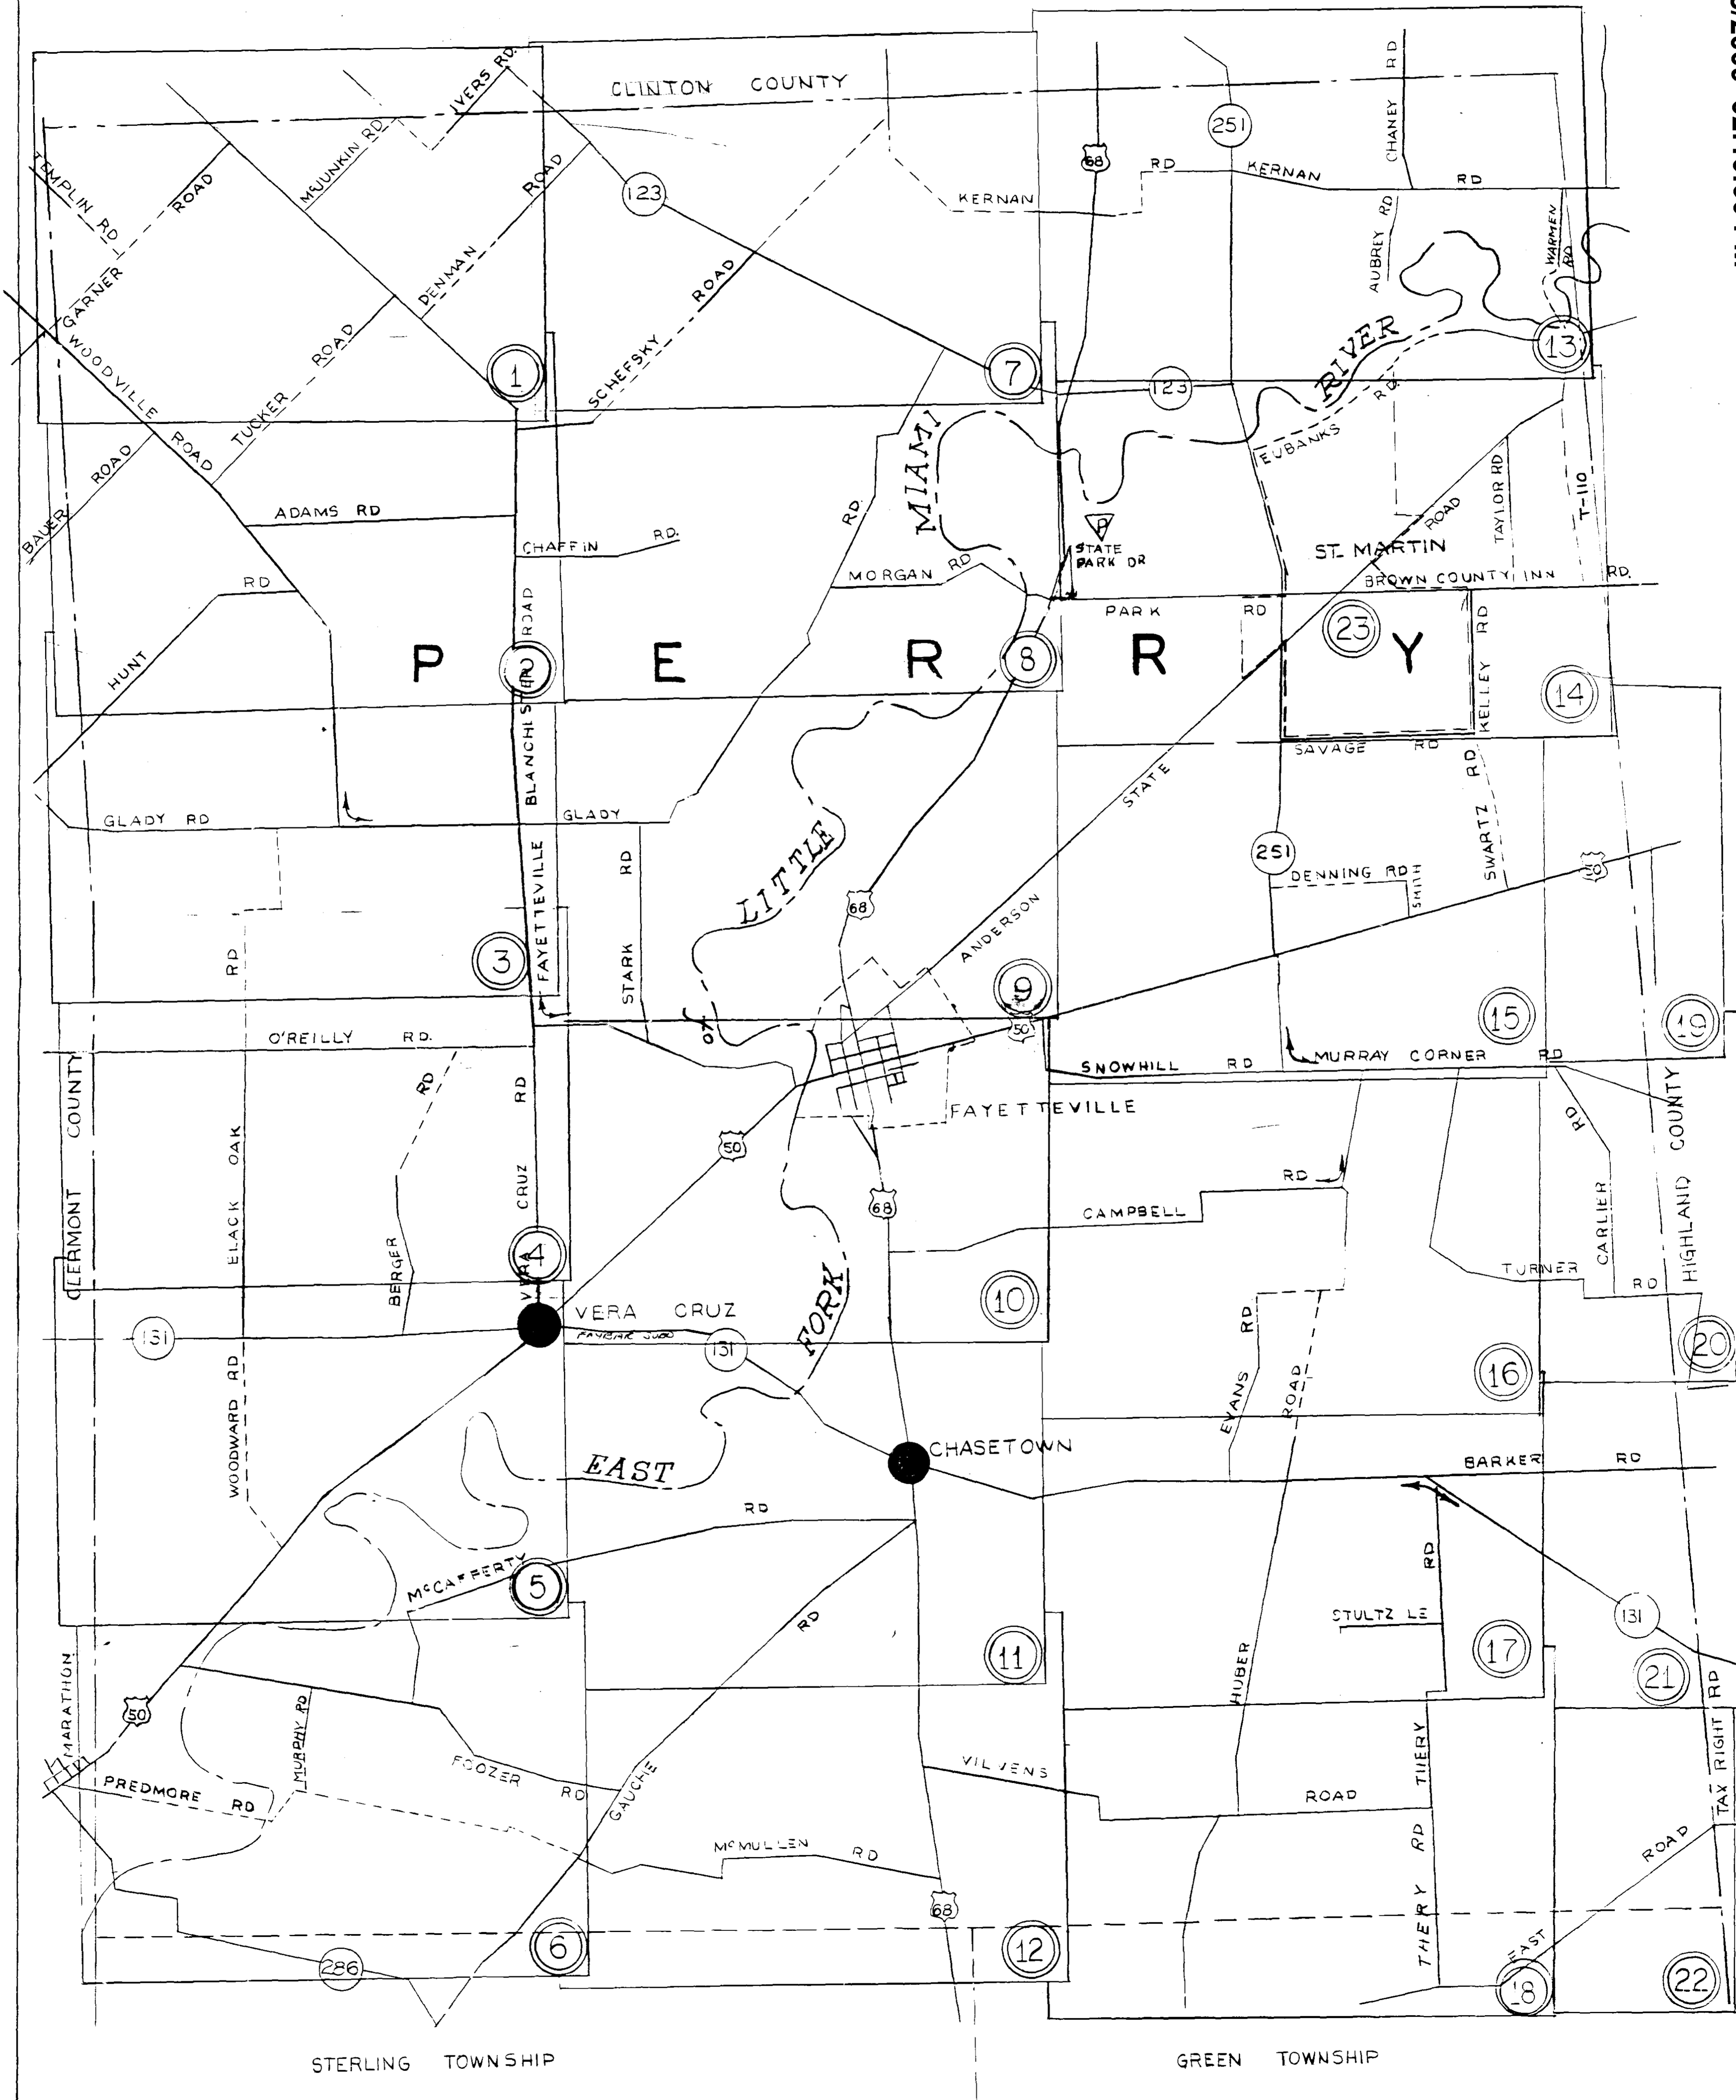 CLINTON COUNTY
IVERS RD.
TEMPLIN RD
GARNER ROAD
McJUNKIN RD
DENMAN ROAD
123
68
251
CHANEY RD
KERNAN RD KERNAN RD
AUBREY RD
WARMEN RD
WOODVILLE ROAD
TUCKER ROAD
1
SCHEFSKY ROAD
7
123
RIVER
13
BAUER ROAD
ADAMS RD
CHAFFIN RD.
MIAMI
RD.
MORGAN RD
P
STATE
PARK DR
EUBANKS RD.
ST. MARTIN
ROAD
TAYLOR RD
T-110
BROWN COUNTY INN RD.
PARK RD
HUNT RD
P E R R Y
2
BLANCHESTER ROAD
8
23
KELLEY RD
14
SAVAGE RD
GLADY RD
GLADY
STATE
SWARTZ RD
FAYETTEVILLE
STARK RD
LITTLE
68
ANDERSON
251
DENNING RD
SMITH
50
3
9
50
15
19
OF
O'REILLY RD.
SNOWHILL RD
MURRAY CORNER RD
CLERMONT COUNTY
FAYETTEVILLE
BERGER RD
ELACK OAK RD
VERA CRUZ RD
50
68
CAMPBELL RD
CARLIER RD
HIGHLAND COUNTY
4
TURNER RD
10
FORK
131
VERA CRUZ
131
EVANS RD
ROAD
16
20
WOODWARD RD
CHASETOWN
EAST
BARKER RD
RD
McCAFFERTY
5
RD
STULTZ LE
131
17
11
21
MARATHON
50
MURPHY RD
HUBER
PREDMORE RD
FOOZER RD
GAUCHE
RD
VILVENS ROAD
THERY
TAX RIGHT RD
McMULLEN RD
THERY RD
EAST ROAD
68
286
6
12
18
22
STERLING TOWNSHIP
GREEN TOWNSHIP